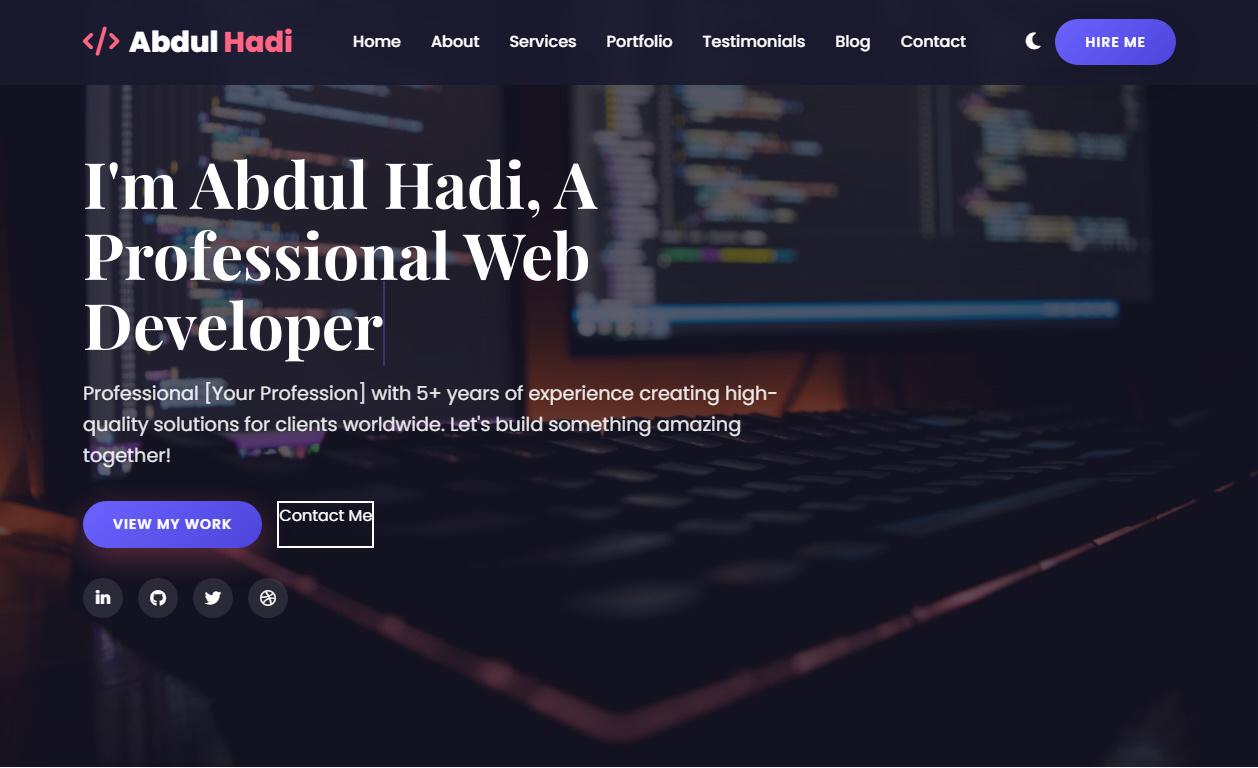 Abdul Hadi
Home About Services Portfolio Testimonials Blog Contact
HIRE ME
I'm Abdul Hadi, A
Professional Web
Developer
Professional [Your Profession] with 5+ years of experience creating high-
quality solutions for clients worldwide. Let's build something amazing
together!
VIEW MY WORK
Contact Me